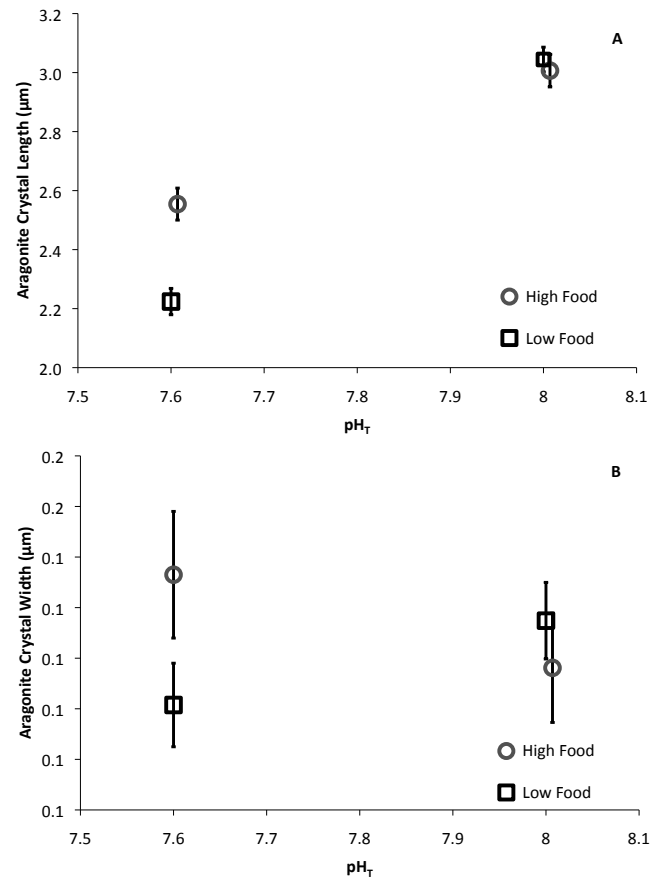 A
3.2
3.0
2.8
2.6
2.4
2.2
2.0
Aragonite Crystal Length (µm)
High Food
Low Food
7.5 7.6 7.7 7.8 7.9 8 8.1
pHT
B
0.2
0.2
0.1
0.1
0.1
0.1
0.1
0.1
Aragonite Crystal Width (µm)
High Food
Low Food
7.5 7.6 7.7 7.8 7.9 8 8.1
pHT